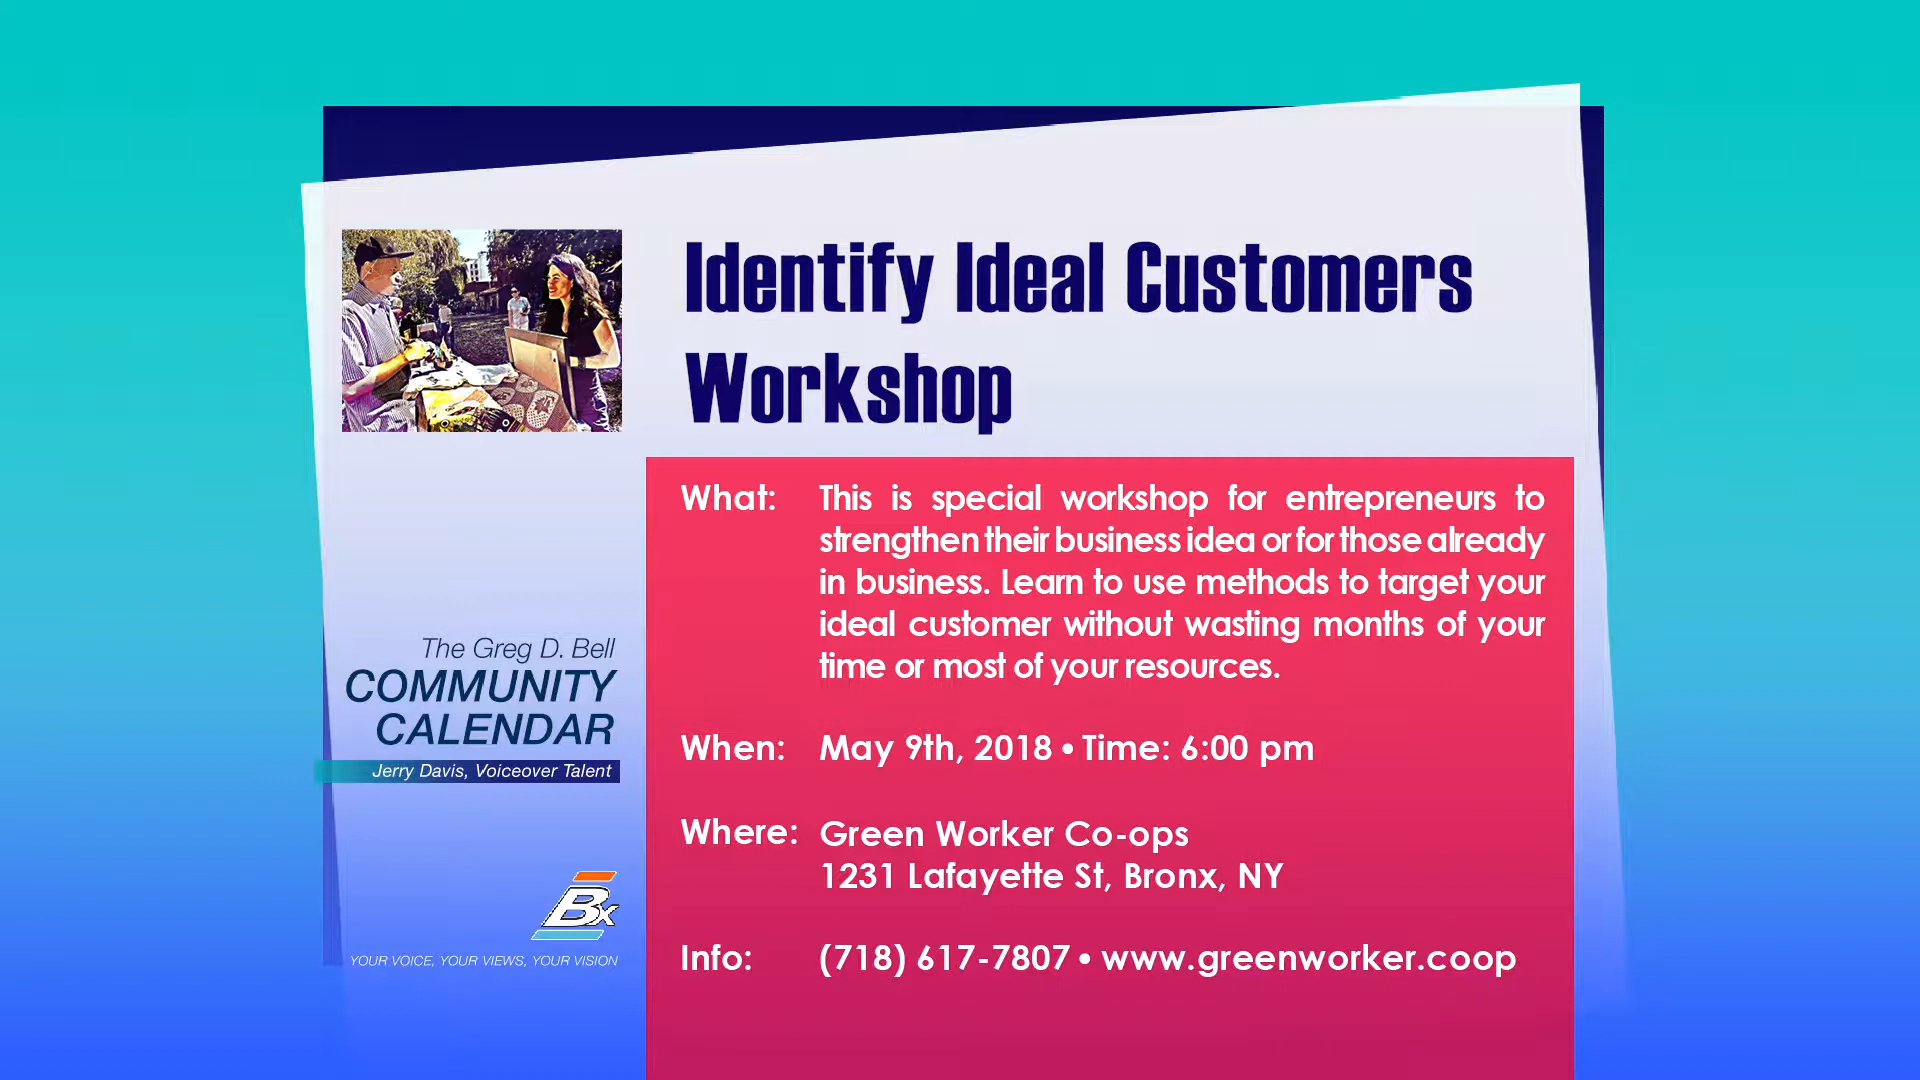 Identify Ideal Customers
Workshop
What: This is special workshop for entrepreneurs to
strengthen their business idea or for those already
in business. Learn to use methods to target your
ideal customer without wasting months of your
time or most of your resources.
When: May 9th, 2018 • Time: 6:00 pm
Where: Green Worker Co-ops
1231 Lafayette St, Bronx, NY
Info: (718) 617-7807 • www.greenworker.coop
The Greg D. Bell
COMMUNITY
CALENDAR
Jerry Davis, Voiceover Talent
Bx
YOUR VOICE, YOUR VIEWS, YOUR VISION